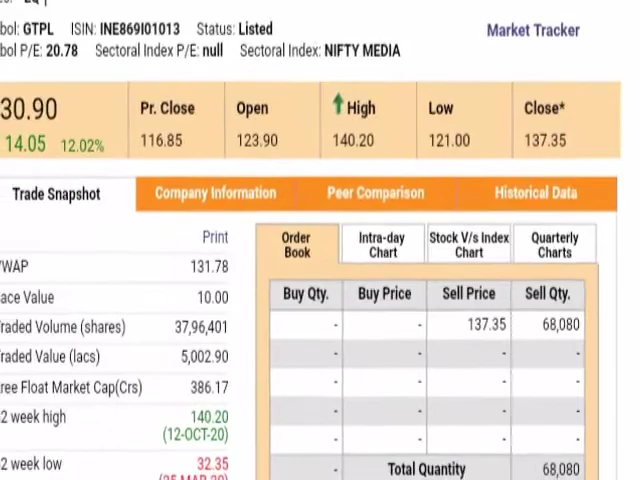 bol: GTPL ISIN: INE869I01013 Status: Listed
Market Tracker
bol P/E: 20.78 Sectoral Index P/E: null Sectoral Index: NIFTY MEDIA
30.90 Pr. Close Open High Low Close*
14.05 12.02% 116.85 123.90 140.20 121.00 137.35
Trade Snapshot Company Information Peer Comparison Historical Data
Print
WAP 131.78
ace Value 10.00
raded Volume (shares) 37,96,401
raded Value (lacs) 5,002.90
ree Float Market Cap(Crs) 386.17
2 week high 140.20
(12-OCT-20)
2 week low 32.35
Order Book Intra-day Chart Stock V/s Index Chart Quarterly Charts
Buy Qty. Buy Price Sell Price Sell Qty.
- - 137.35 68,080
- - - -
- - - -
- - - -
- - - -
- Total Quantity 68,080